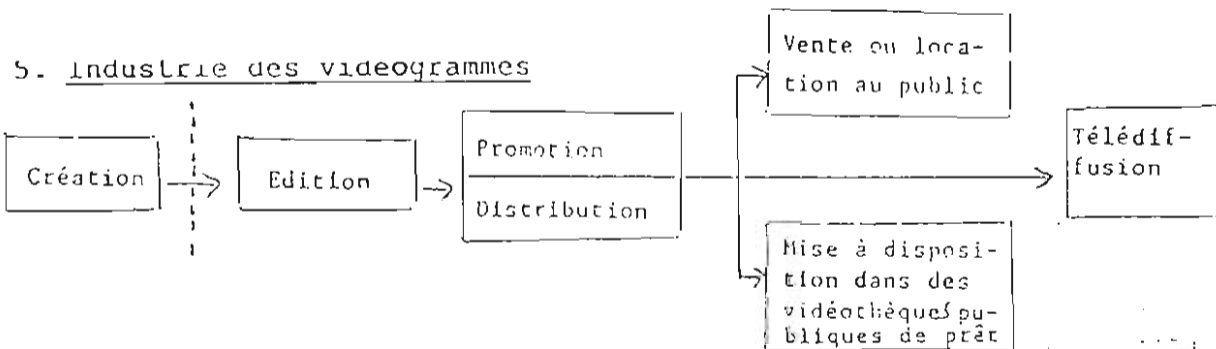 5. Industrie des videogrammes
Création
Edition
Promotion
Distribution
Vente ou loca-
tion au public
Mise à disposi-
tion dans des
vidéothèques pu-
bliques de prêt
Télédif-
fusion